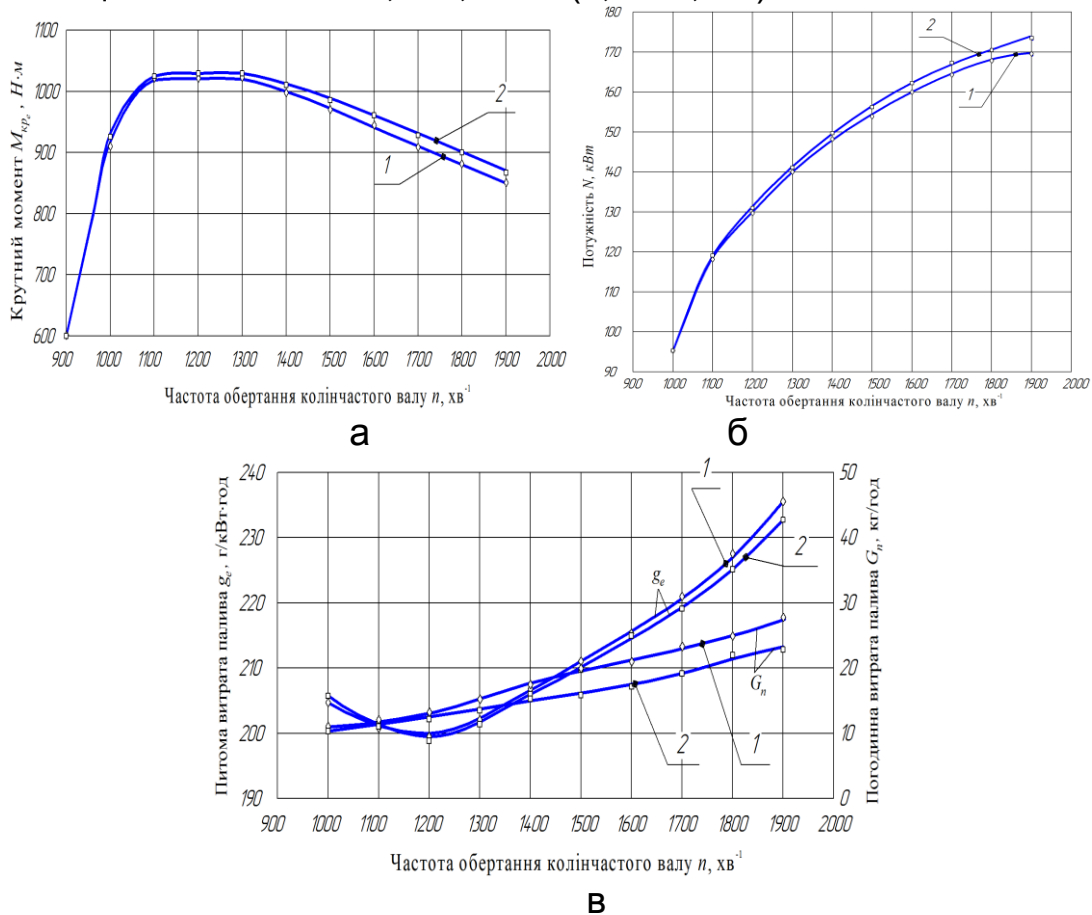 Крутний момент Mкрe , Н·м
1100
1000
900
800
700
600
900 1000 1100 1200 1300 1400 1500 1600 1700 1800 1900 2000
2
1
Частота обертання колінчастого валу n, хв-1
а
Потужність N, кВт
180
170
160
150
140
130
120
110
100
90
900 1000 1100 1200 1300 1400 1500 1600 1700 1800 1900 2000
2
1
Частота обертання колінчастого валу n, хв-1
б
Питома витрата палива ge , г/кВт·год
240
230
220
210
200
190
900 1000 1100 1200 1300 1400 1500 1600 1700 1800 1900 2000
1
2
ge
Gп
2
1
50
40
30
20
10
0
Погодинна витрата палива Gп , кг/год
Частота обертання колінчастого валу n, хв-1
в